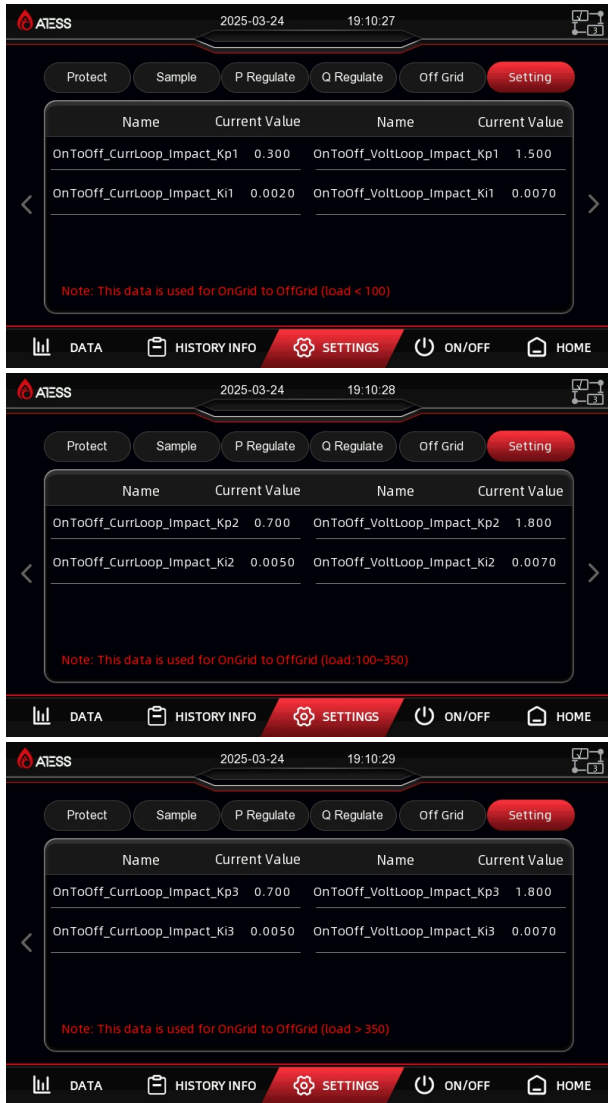 ATESS 2025-03-24 19:10:27
3
Protect Sample P Regulate Q Regulate Off Grid Setting
Name Current Value Name Current Value
OnToOff_CurrLoop_Impact_Kp1 0.300 OnToOff_VoltLoop_Impact_Kp1 1.500
OnToOff_CurrLoop_Impact_Ki1 0.0020 OnToOff_VoltLoop_Impact_Ki1 0.0070
Note: This data is used for OnGrid to OffGrid (load < 100)
DATA HISTORY INFO SETTINGS ON/OFF HOME
ATESS 2025-03-24 19:10:28
3
Protect Sample P Regulate Q Regulate Off Grid Setting
Name Current Value Name Current Value
OnToOff_CurrLoop_Impact_Kp2 0.700 OnToOff_VoltLoop_Impact_Kp2 1.800
OnToOff_CurrLoop_Impact_Ki2 0.0050 OnToOff_VoltLoop_Impact_Ki2 0.0070
Note: This data is used for OnGrid to OffGrid (load:100~350)
DATA HISTORY INFO SETTINGS ON/OFF HOME
ATESS 2025-03-24 19:10:29
3
Protect Sample P Regulate Q Regulate Off Grid Setting
Name Current Value Name Current Value
OnToOff_CurrLoop_Impact_Kp3 0.700 OnToOff_VoltLoop_Impact_Kp3 1.800
OnToOff_CurrLoop_Impact_Ki3 0.0050 OnToOff_VoltLoop_Impact_Ki3 0.0070
Note: This data is used for OnGrid to OffGrid (load > 350)
DATA HISTORY INFO SETTINGS ON/OFF HOME